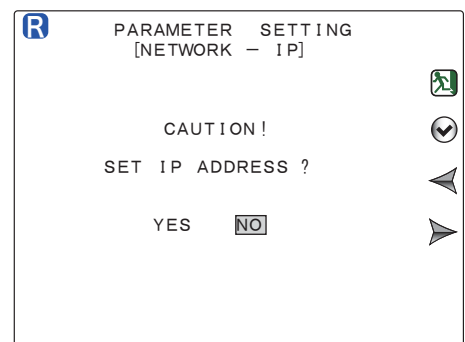 R
PARAMETER SETTING
[NETWORK – IP]
CAUTION!
SET IP ADDRESS ?
YES NO